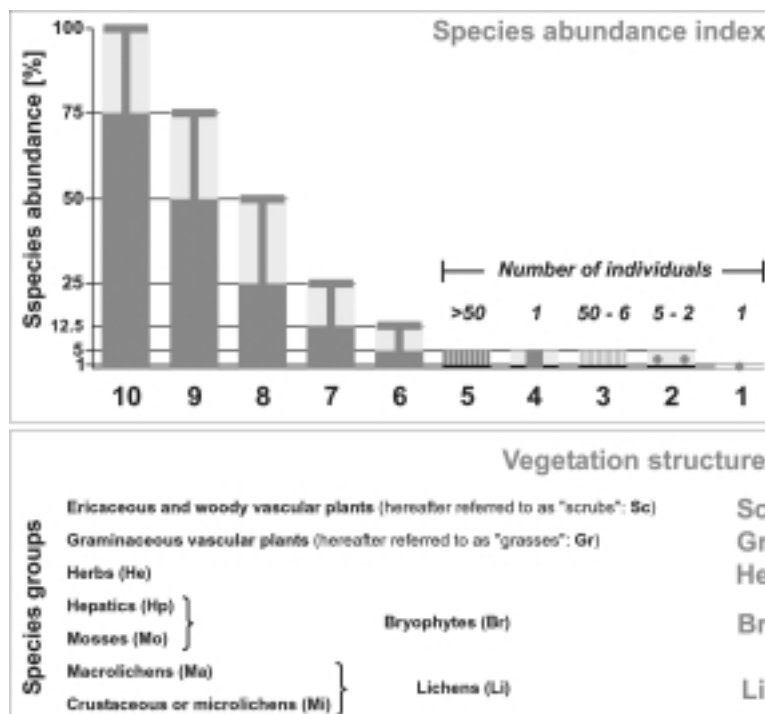 Species abundance index
Sspecies abundance [%]
100
75
50
25
12.5
1
Number of individuals
>50 1 50 - 6 5 - 2 1
10 9 8 7 6 5 4 3 2 1
Vegetation structure
Species groups
Ericaceous and woody vascular plants (hereafter referred to as "scrubs": Sc) Sc
Graminaceous vascular plants (hereafter referred to as "grasses": Gr) Gr
Herbs (He) He
Hepatics (Hp)
Bryophytes (Br) Br
Mosses (Mo)
Macrolichens (Ma)
Lichens (Li) Li
Crustaceous or microlichens (Mi)